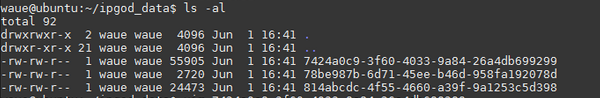 waue@ubuntu:~/ipgod_data$ ls -al
total 92
drwxrwxr-x  2 waue waue  4096 Jun  1 16:41 .
drwxr-xr-x 21 waue waue  4096 Jun  1 16:41 ..
-rw-rw-r--  1 waue waue 55905 Jun  1 16:41 7424a0c9-3f60-4033-9a84-26a4db699299
-rw-rw-r--  1 waue waue  2720 Jun  1 16:41 78be987b-6d71-45ee-b46d-958fa192078d
-rw-rw-r--  1 waue waue 24473 Jun  1 16:41 814abcdc-4f55-4660-a39f-9a1253c5d398